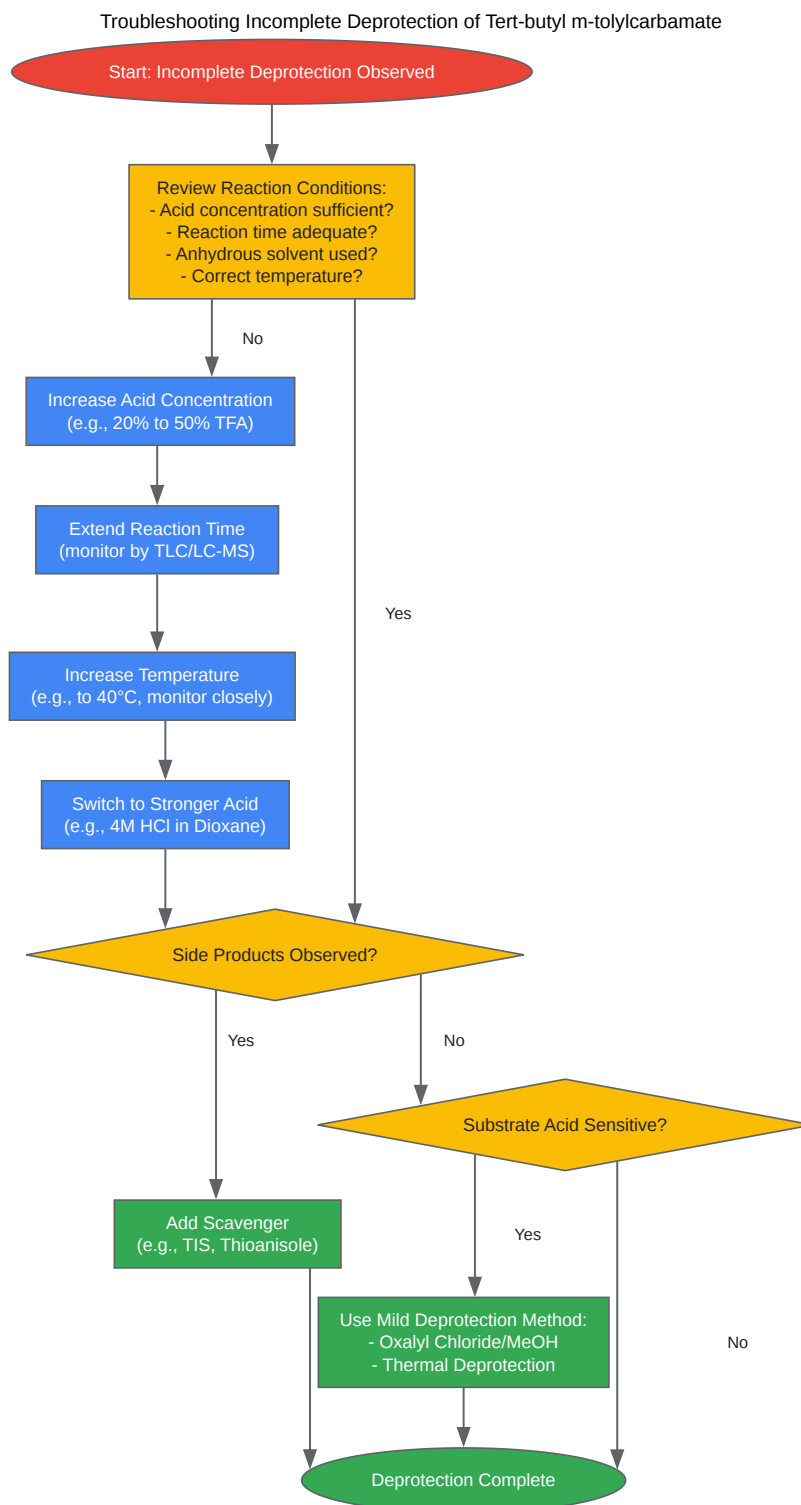 Troubleshooting Incomplete Deprotection of Tert-butyl m-tolylcarbamate
Start: Incomplete Deprotection Observed
Review Reaction Conditions:
- Acid concentration sufficient?
- Reaction time adequate?
- Anhydrous solvent used?
- Correct temperature?
No
Increase Acid Concentration
(e.g., 20% to 50% TFA)
Extend Reaction Time
(monitor by TLC/LC-MS)
Yes
Increase Temperature
(e.g., to 40°C, monitor closely)
Switch to Stronger Acid
(e.g., 4M HCl in Dioxane)
Side Products Observed?
Yes
No
Substrate Acid Sensitive?
Add Scavenger
(e.g., TIS, Thioanisole)
Yes
Use Mild Deprotection Method:
- Oxalyl Chloride/MeOH
- Thermal Deprotection
No
Deprotection Complete